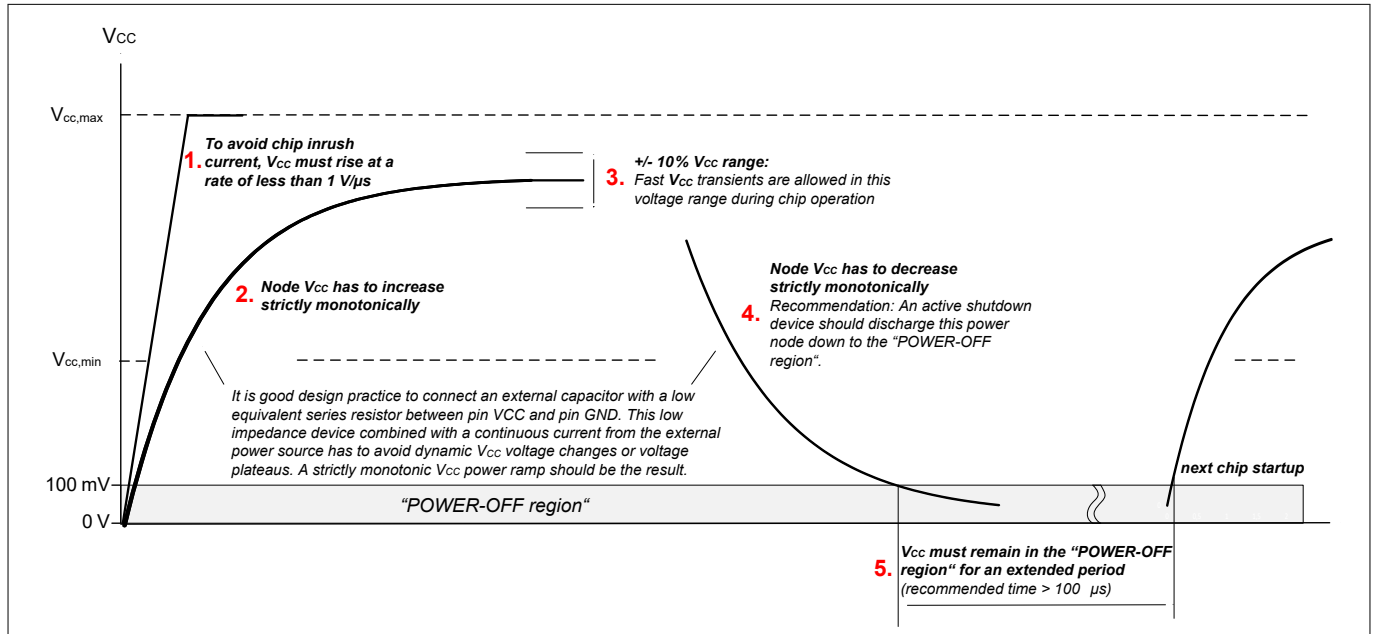 VCC
Vcc,max
1.
To avoid chip inrush
current, VCC must rise at a
rate of less than 1 V/µs
3.
+/- 10% VCC range:
Fast VCC transients are allowed in this
voltage range during chip operation
2.
Node VCC has to increase
strictly monotonically
4.
Node VCC has to decrease
strictly monotonically
Recommendation: An active shutdown
device should discharge this power
node down to the “POWER-OFF
region“.
Vcc,min
It is good design practice to connect an external capacitor with a low
equivalent series resistor between pin VCC and pin GND. This low
impedance device combined with a continuous current from the external
power source has to avoid dynamic VCC voltage changes or voltage
plateaus. A strictly monotonic VCC power ramp should be the result.
next chip startup
100 mV
“POWER-OFF region“
0 V
5.
VCC must remain in the “POWER-OFF
region“ for an extended period
(recommended time > 100 µs)